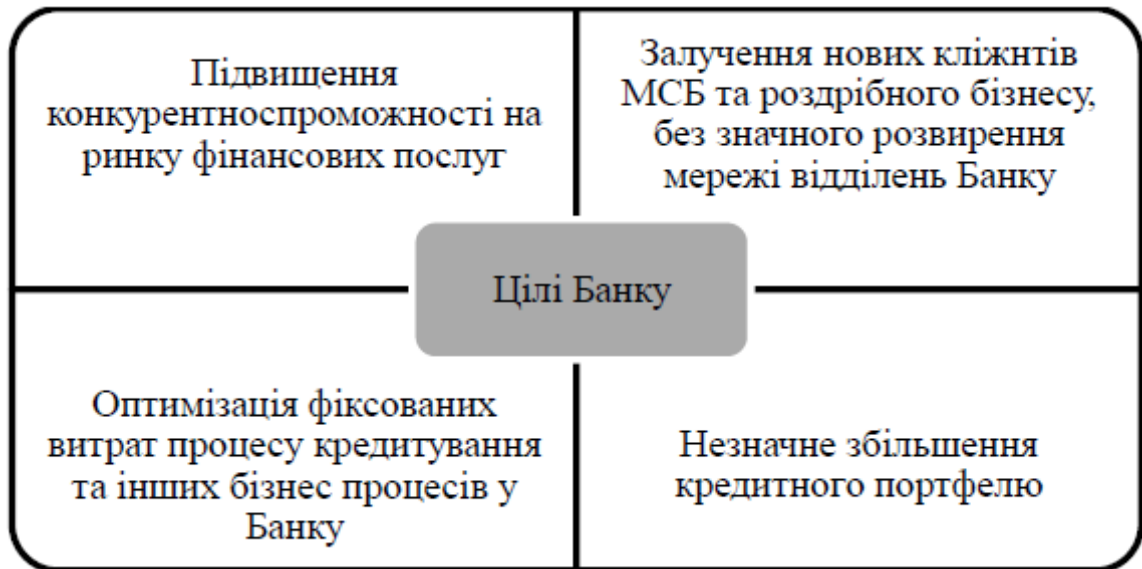 Підвищення
конкурентноспроможності на
ринку фінансових послуг
Залучення нових кліжнтів
МСБ та роздрібного бізнесу,
без значного розвирення
мережі відділень Банку
Цілі Банку
Оптимізація фіксованих
витрат процесу кредитування
та інших бізнес процесів у
Банку
Незначне збільшення
кредитного портфелю